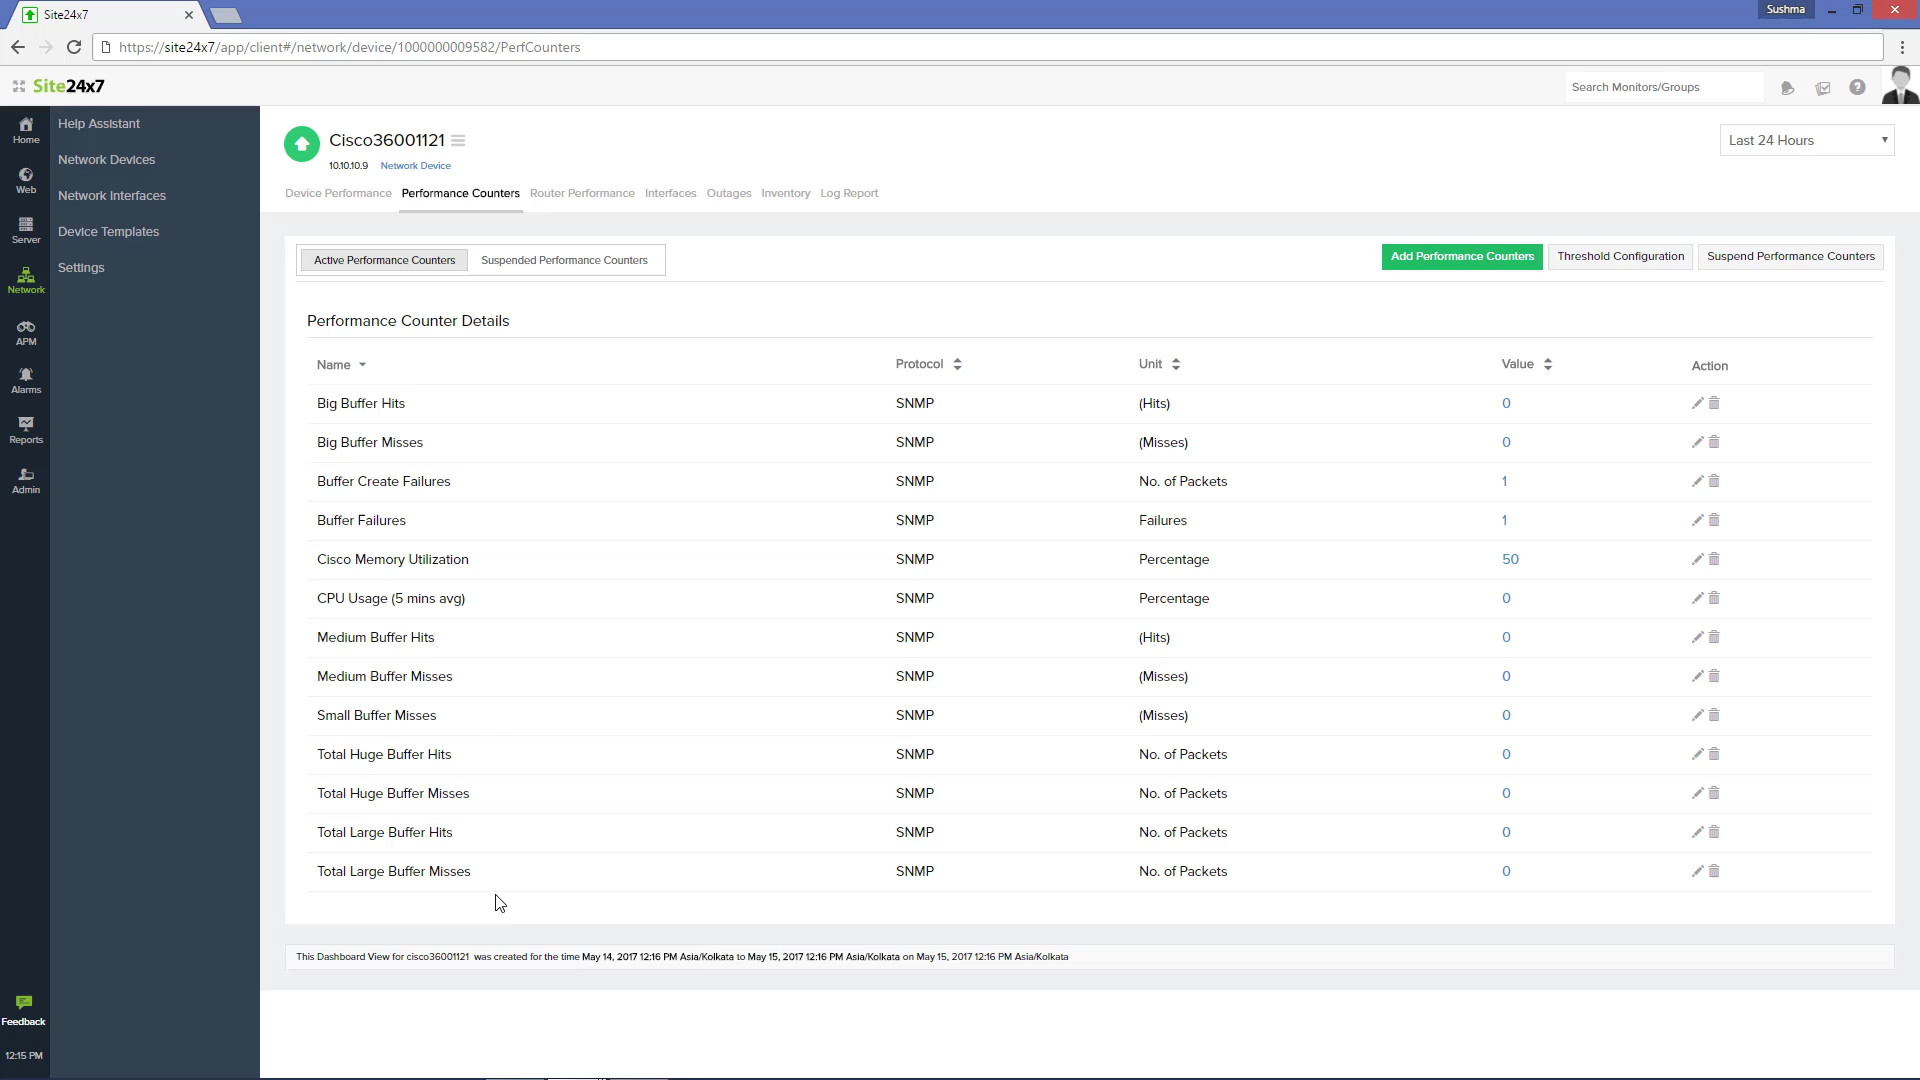 Site24x7
Sushma
https://site24x7/app/client#/network/device/1000000009582/PerfCounters
Site24x7
Search Monitors/Groups
Home
Web
Server
Network
APM
Alarms
Reports
Admin
Feedback
12:15 PM
Help Assistant
Network Devices
Network Interfaces
Device Templates
Settings
Cisco36001121
10.10.10.9 Network Device
Last 24 Hours
Device Performance Performance Counters Router Performance Interfaces Outages Inventory Log Report
Active Performance Counters Suspended Performance Counters Add Performance Counters Threshold Configuration Suspend Performance Counters
Performance Counter Details
Name Protocol Unit Value Action
Big Buffer Hits SNMP (Hits) 0
Big Buffer Misses SNMP (Misses) 0
Buffer Create Failures SNMP No. of Packets 1
Buffer Failures SNMP Failures 1
Cisco Memory Utilization SNMP Percentage 50
CPU Usage (5 mins avg) SNMP Percentage 0
Medium Buffer Hits SNMP (Hits) 0
Medium Buffer Misses SNMP (Misses) 0
Small Buffer Misses SNMP (Misses) 0
Total Huge Buffer Hits SNMP No. of Packets 0
Total Huge Buffer Misses SNMP No. of Packets 0
Total Large Buffer Hits SNMP No. of Packets 0
Total Large Buffer Misses SNMP No. of Packets 0
This Dashboard View for cisco36001121 was created for the time May 14, 2017 12:16 PM Asia/Kolkata to May 15, 2017 12:16 PM Asia/Kolkata on May 15, 2017 12:16 PM Asia/Kolkata